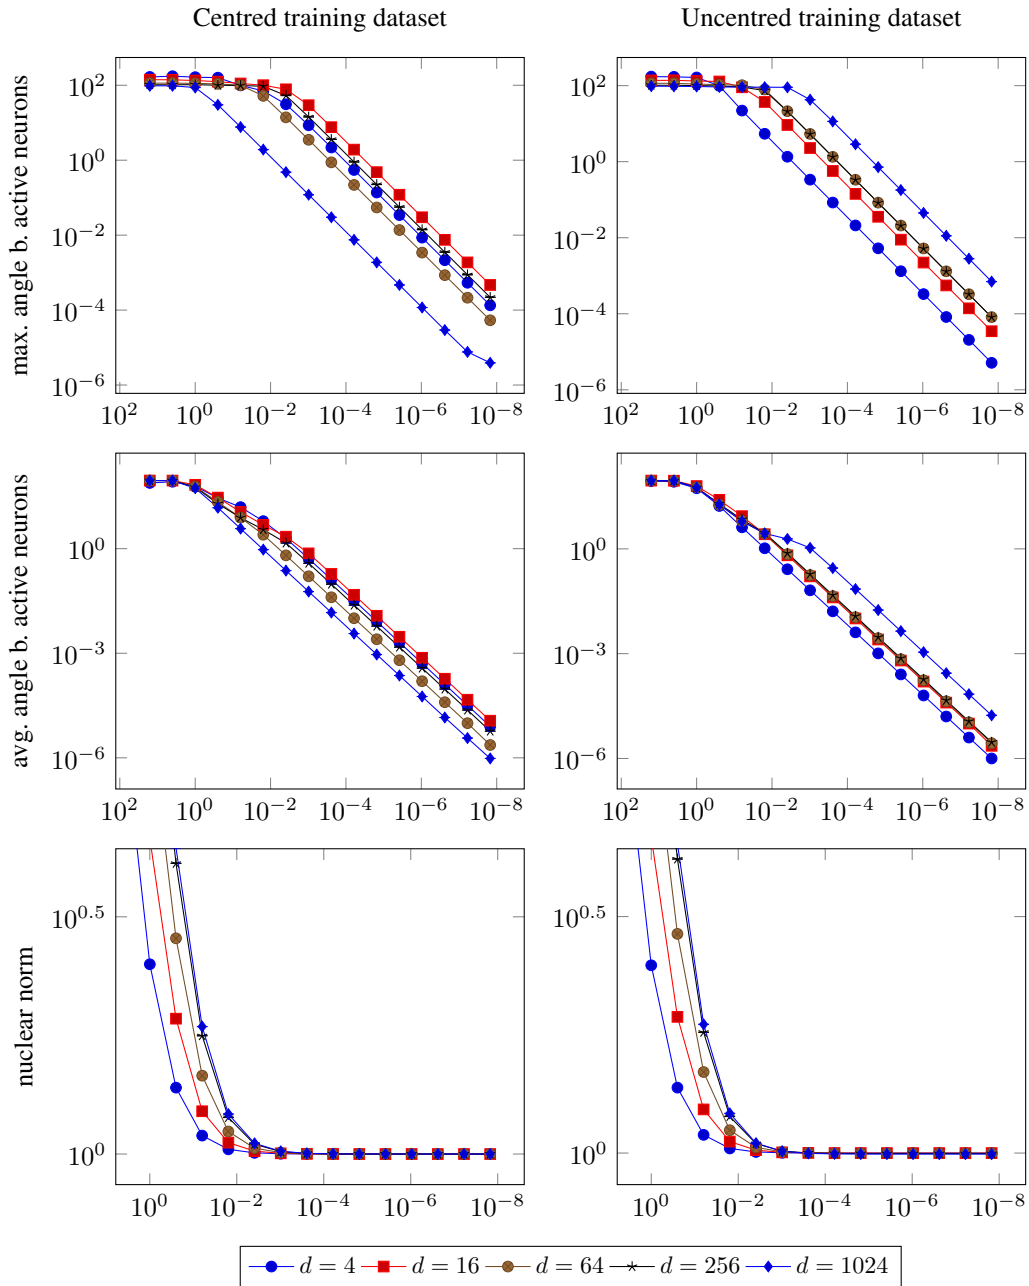 Centred training dataset
Uncentred training dataset
max. angle b. active neurons
10^2
10^0
10^−2
10^−4
10^−6
10^2 10^0 10^−2 10^−4 10^−6 10^−8
10^2
10^0
10^−2
10^−4
10^−6
10^2 10^0 10^−2 10^−4 10^−6 10^−8
avg. angle b. active neurons
10^0
10^−3
10^−6
10^2 10^0 10^−2 10^−4 10^−6 10^−8
10^0
10^−3
10^−6
10^2 10^0 10^−2 10^−4 10^−6 10^−8
nuclear norm
10^0.5
10^0
10^0 10^−2 10^−4 10^−6 10^−8
10^0.5
10^0
10^0 10^−2 10^−4 10^−6 10^−8
d = 4 d = 16 d = 64 d = 256 d = 1024